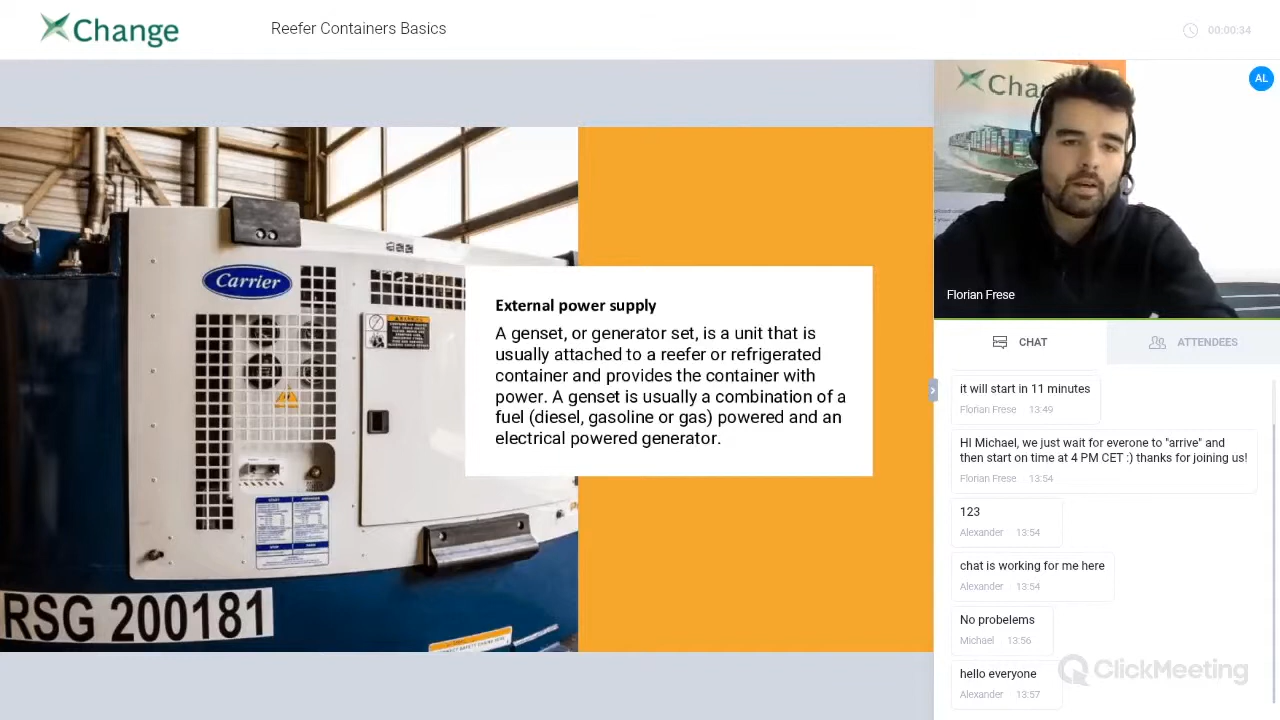 xChange
Reefer Containers Basics
00:00:34
Chan
AL
Florian Frese
Carrier
RSG 200181
External power supply
A genset, or generator set, is a unit that is
usually attached to a reefer or refrigerated
container and provides the container with
power. A genset is usually a combination of a
fuel (diesel, gasoline or gas) powered and an
electrical powered generator.
CHAT
ATTENDEES
it will start in 11 minutes
Florian Frese 13:49
HI Michael, we just wait for everone to "arrive" and
then start on time at 4 PM CET :) thanks for joining us!
Florian Frese 13:54
123
Alexander 13:54
chat is working for me here
Alexander 13:54
No probelems
Michael 13:56
hello everyone
Alexander 13:57
ClickMeeting